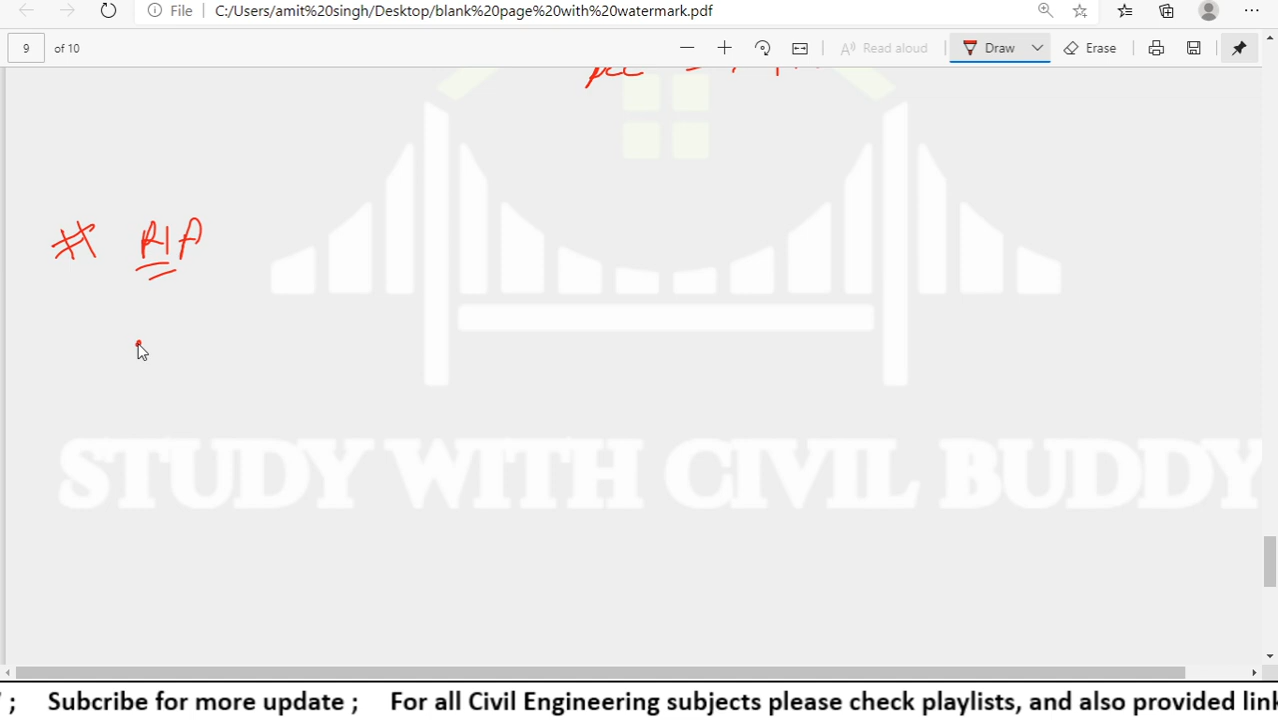 File C:/Users/amit%20singh/Desktop/blank%20page%20with%20watermark.pdf
9 of 10 Read aloud Draw Erase
# RIA
STUDY WITH CIVIL BUDDY
; Subcribe for more update ; For all Civil Engineering subjects please check playlists, and also provided link